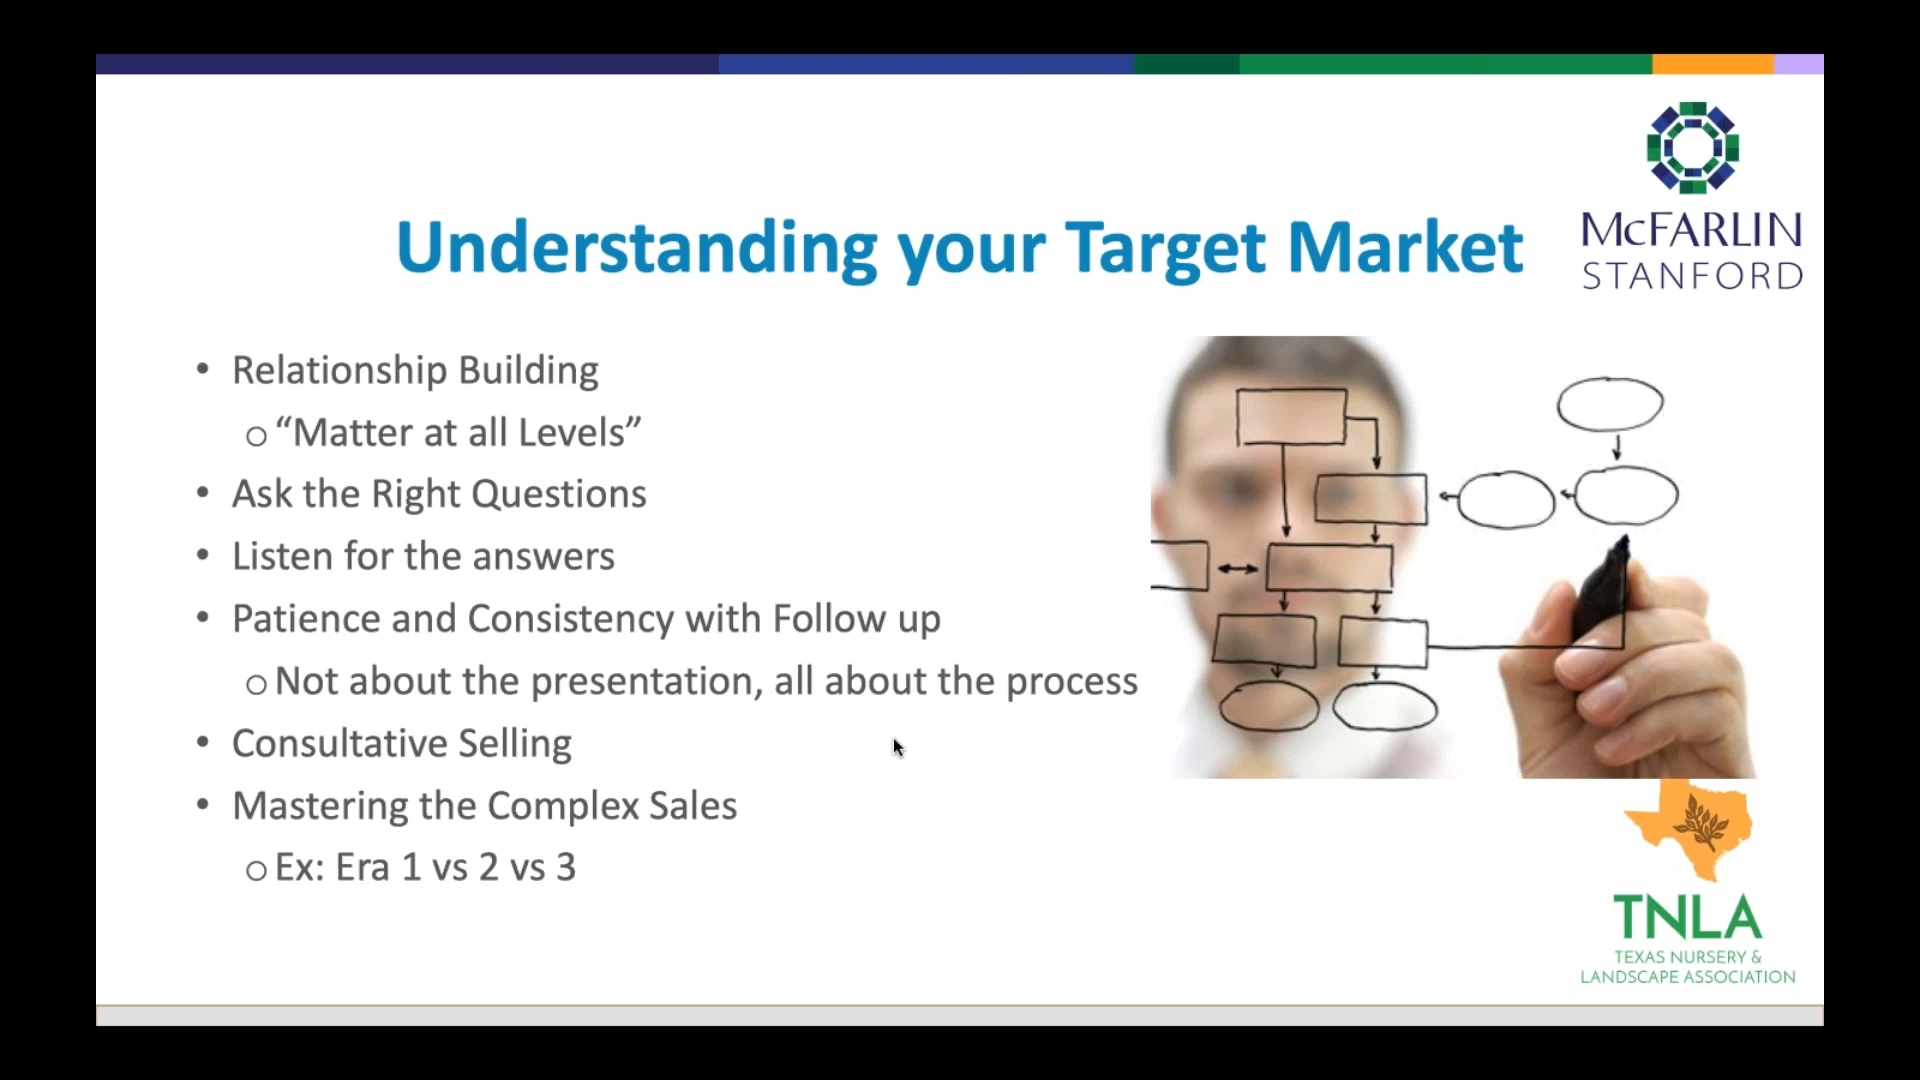 McFARLIN
STANFORD
Understanding your Target Market
• Relationship Building
o “Matter at all Levels”
• Ask the Right Questions
• Listen for the answers
• Patience and Consistency with Follow up
o Not about the presentation, all about the process
• Consultative Selling
• Mastering the Complex Sales
o Ex: Era 1 vs 2 vs 3
TNLA
TEXAS NURSERY &
LANDSCAPE ASSOCIATION